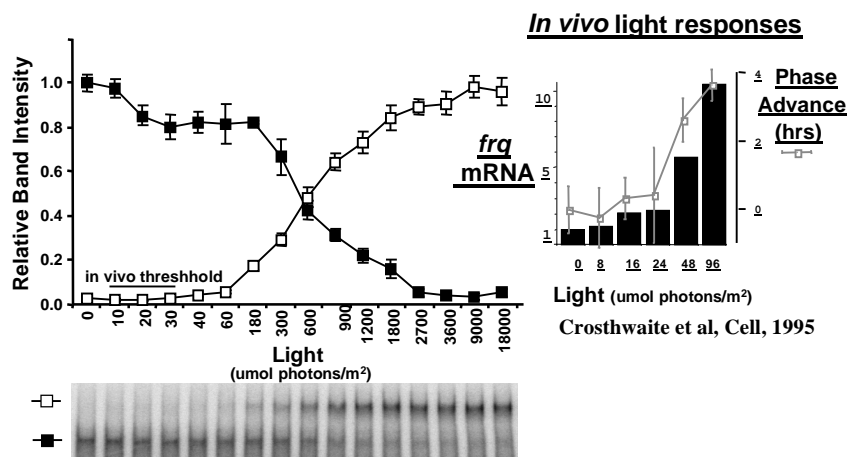 In vivo light responses
Relative Band Intensity
1.0
0.8
0.6
0.4
0.2
0.0
in vivo threshhold
0 10 20 30 40 60 180 300 600 900 1200 1800 2700 3600 9000 18000
Light
(umol photons/m²)
frq
mRNA
10
5
1
4
2
0
Phase
Advance
(hrs)
0 8 16 24 48 96
Light (umol photons/m²)
Crosthwaite et al, Cell, 1995